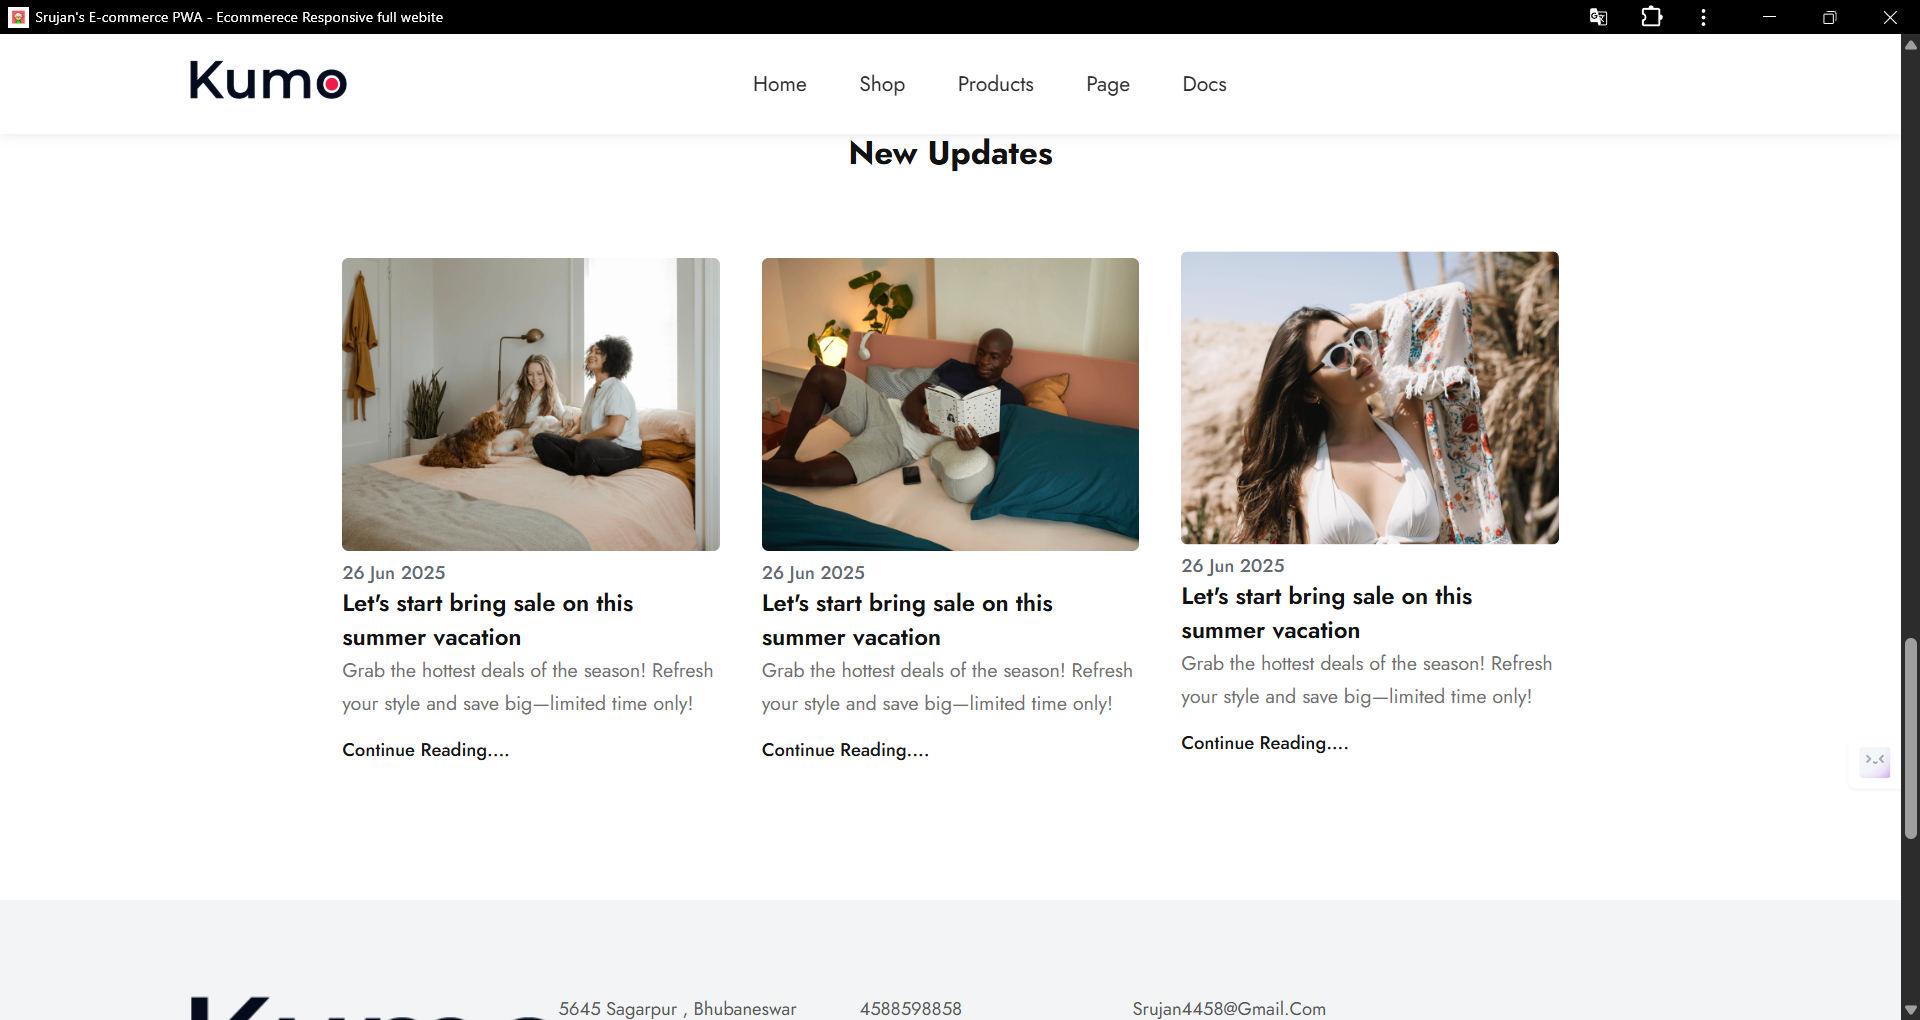 Srujan's E-commerce PWA - Ecommerece Responsive full webite
Kumo
Home Shop Products Page Docs
New Updates
26 Jun 2025
Let's start bring sale on this
summer vacation
Grab the hottest deals of the season! Refresh
your style and save big—limited time only!
Continue Reading....
26 Jun 2025
Let's start bring sale on this
summer vacation
Grab the hottest deals of the season! Refresh
your style and save big—limited time only!
Continue Reading....
26 Jun 2025
Let's start bring sale on this
summer vacation
Grab the hottest deals of the season! Refresh
your style and save big—limited time only!
Continue Reading....
Kumo
5645 Sagarpur , Bhubaneswar
4588598858
Srujan4458@Gmail.Com